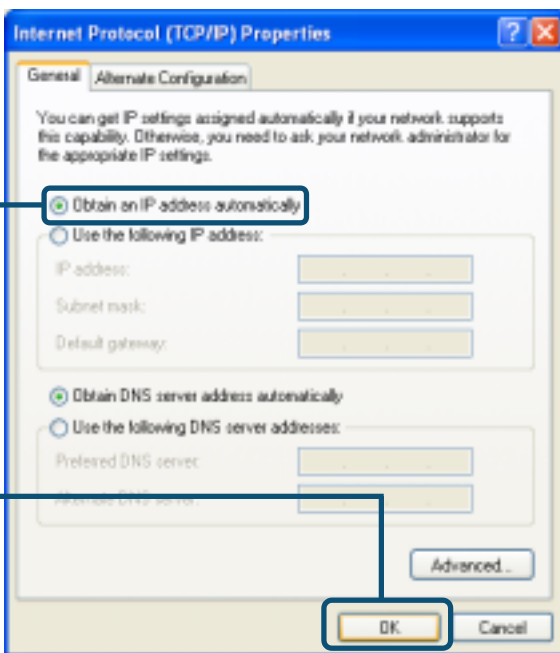 Internet Protocol (TCP/IP) Properties
General Alternate Configuration
You can get IP settings assigned automatically if your network supports
this capability. Otherwise, you need to ask your network administrator for
the appropriate IP settings.
Obtain an IP address automatically
Use the following IP address:
IP address:
Subnet mask:
Default gateway:
Obtain DNS server address automatically
Use the following DNS server addresses:
Preferred DNS server:
Alternate DNS server:
Advanced...
OK Cancel